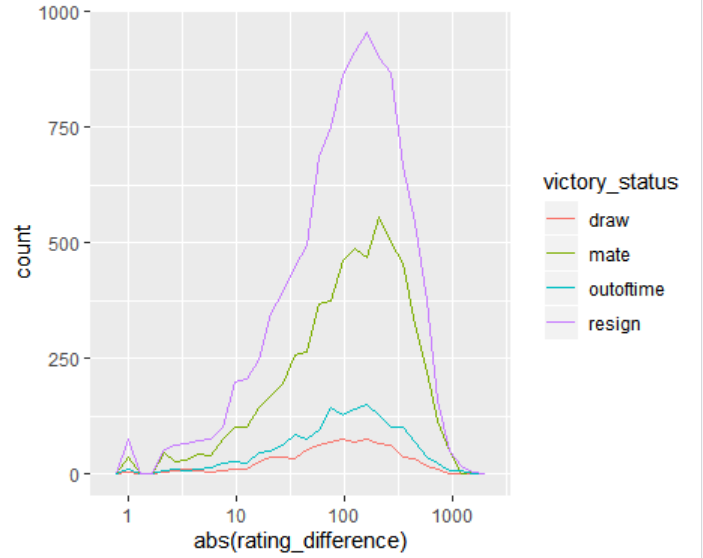 1000
750
500
250
0
count
1 10 100 1000
abs(rating_difference)
victory_status
draw
mate
outoftime
resign